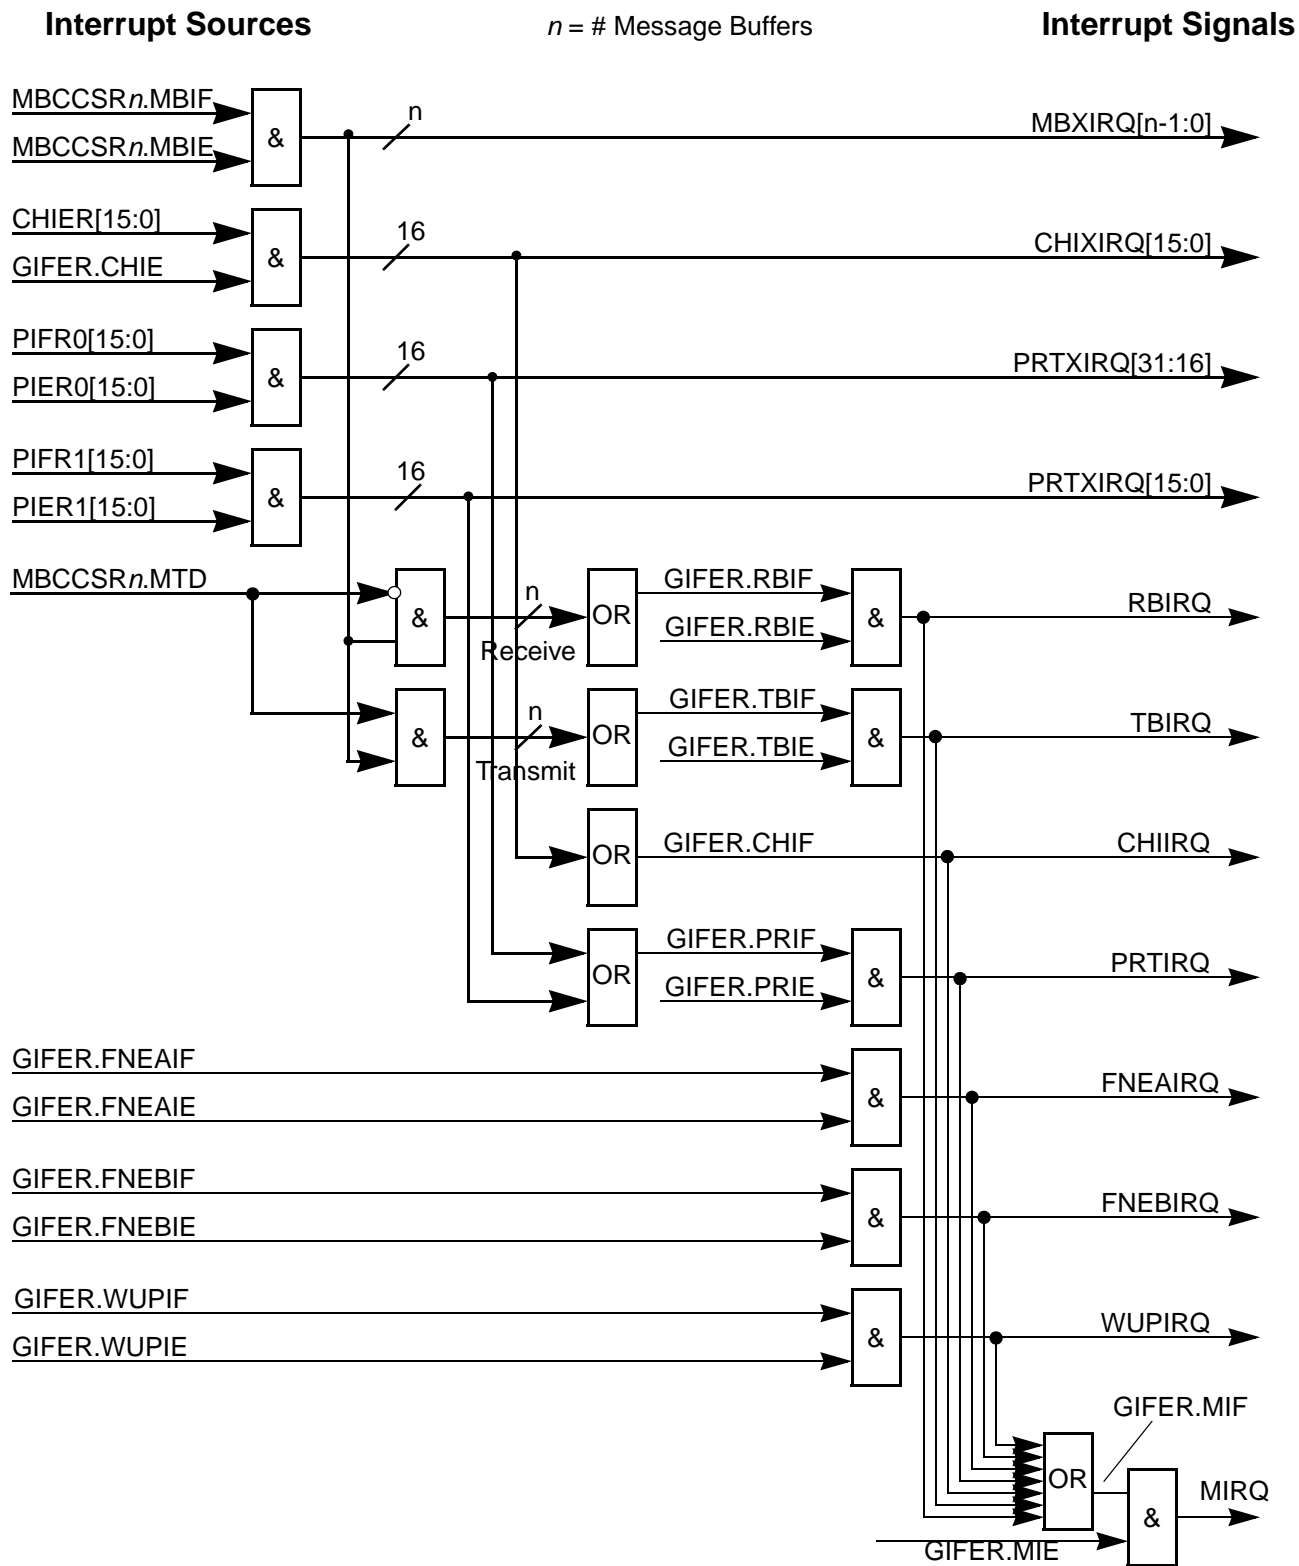 Interrupt Sources
n = # Message Buffers
Interrupt Signals
MBCCSRn.MBIF
MBCCSRn.MBIE
&
n
MBXIRQ[n-1:0]
CHIER[15:0]
GIFER.CHIE
&
16
CHIXIRQ[15:0]
PIFR0[15:0]
PIER0[15:0]
&
16
PRTXIRQ[31:16]
PIFR1[15:0]
PIER1[15:0]
&
16
PRTXIRQ[15:0]
MBCCSRn.MTD
&
n
Receive
OR
GIFER.RBIF
GIFER.RBIE
&
RBIRQ
&
n
Transmit
OR
GIFER.TBIF
GIFER.TBIE
&
TBIRQ
OR
GIFER.CHIF
CHIIRQ
OR
GIFER.PRIF
GIFER.PRIE
&
PRTIRQ
GIFER.FNEAIF
GIFER.FNEAIE
&
FNEAIRQ
GIFER.FNEBIF
GIFER.FNEBIE
&
FNEBIRQ
GIFER.WUPIF
GIFER.WUPIE
&
WUPIRQ
GIFER.MIF
OR
&
MIRQ
GIFER.MIE